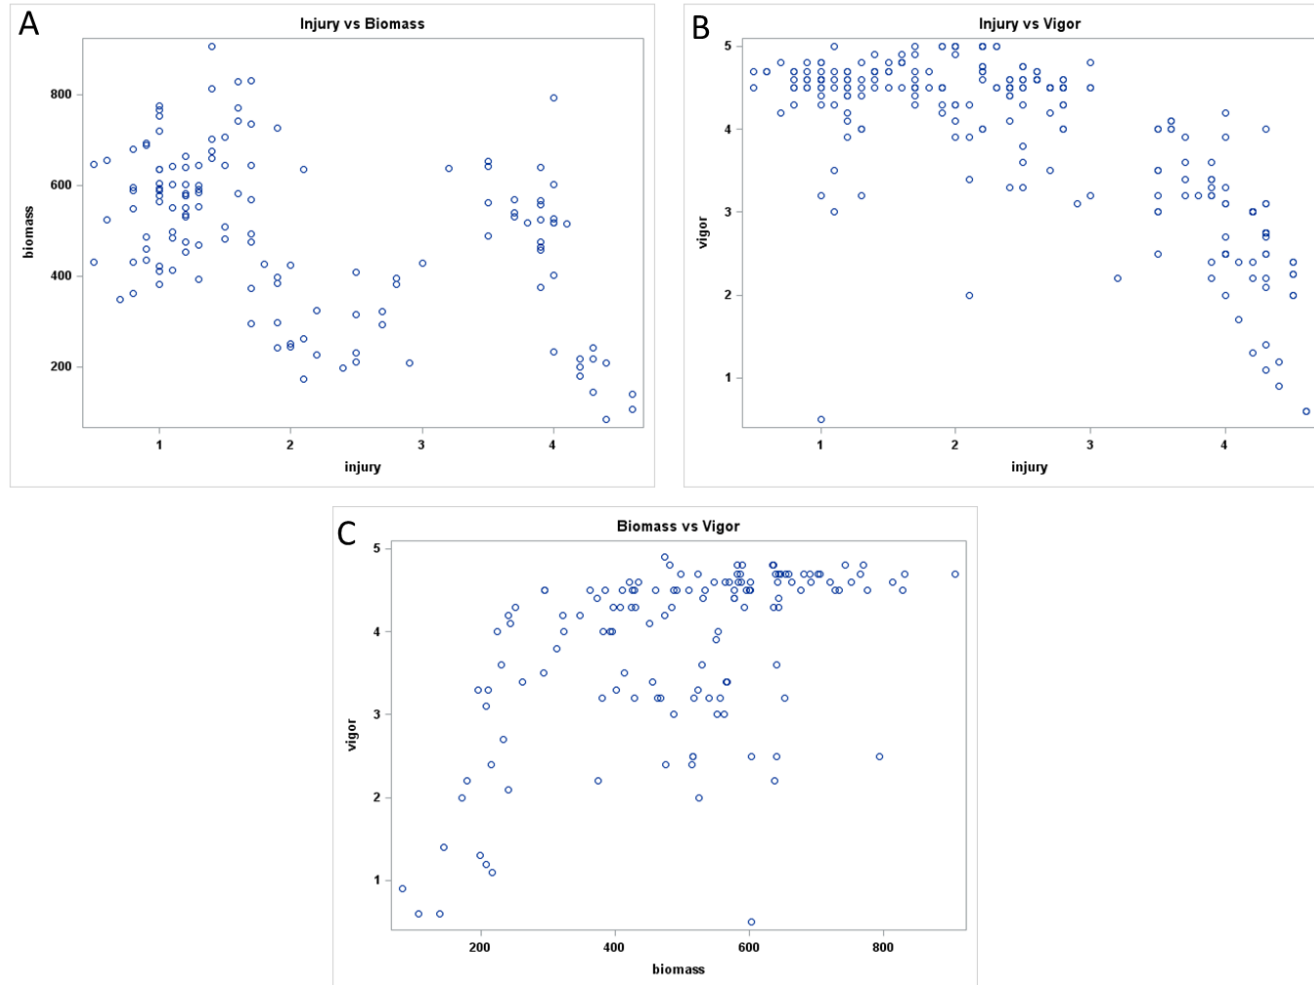 A
Injury vs Biomass
800
600
400
200
biomass
1 2 3 4
injury
B
Injury vs Vigor
5
4
3
2
1
vigor
1 2 3 4
injury
C
Biomass vs Vigor
5
4
3
2
1
vigor
200 400 600 800
biomass